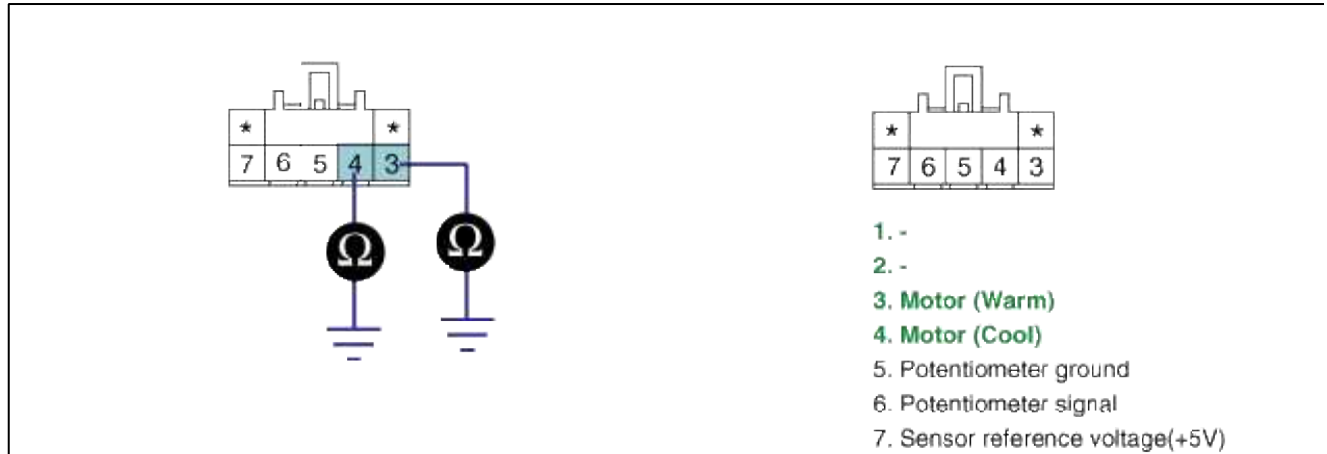 * *
7 6 5 4 3
Ω Ω
* *
7 6 5 4 3
1. -
2. -
3. Motor (Warm)
4. Motor (Cool)
5. Potentiometer ground
6. Potentiometer signal
7. Sensor reference voltage(+5V)